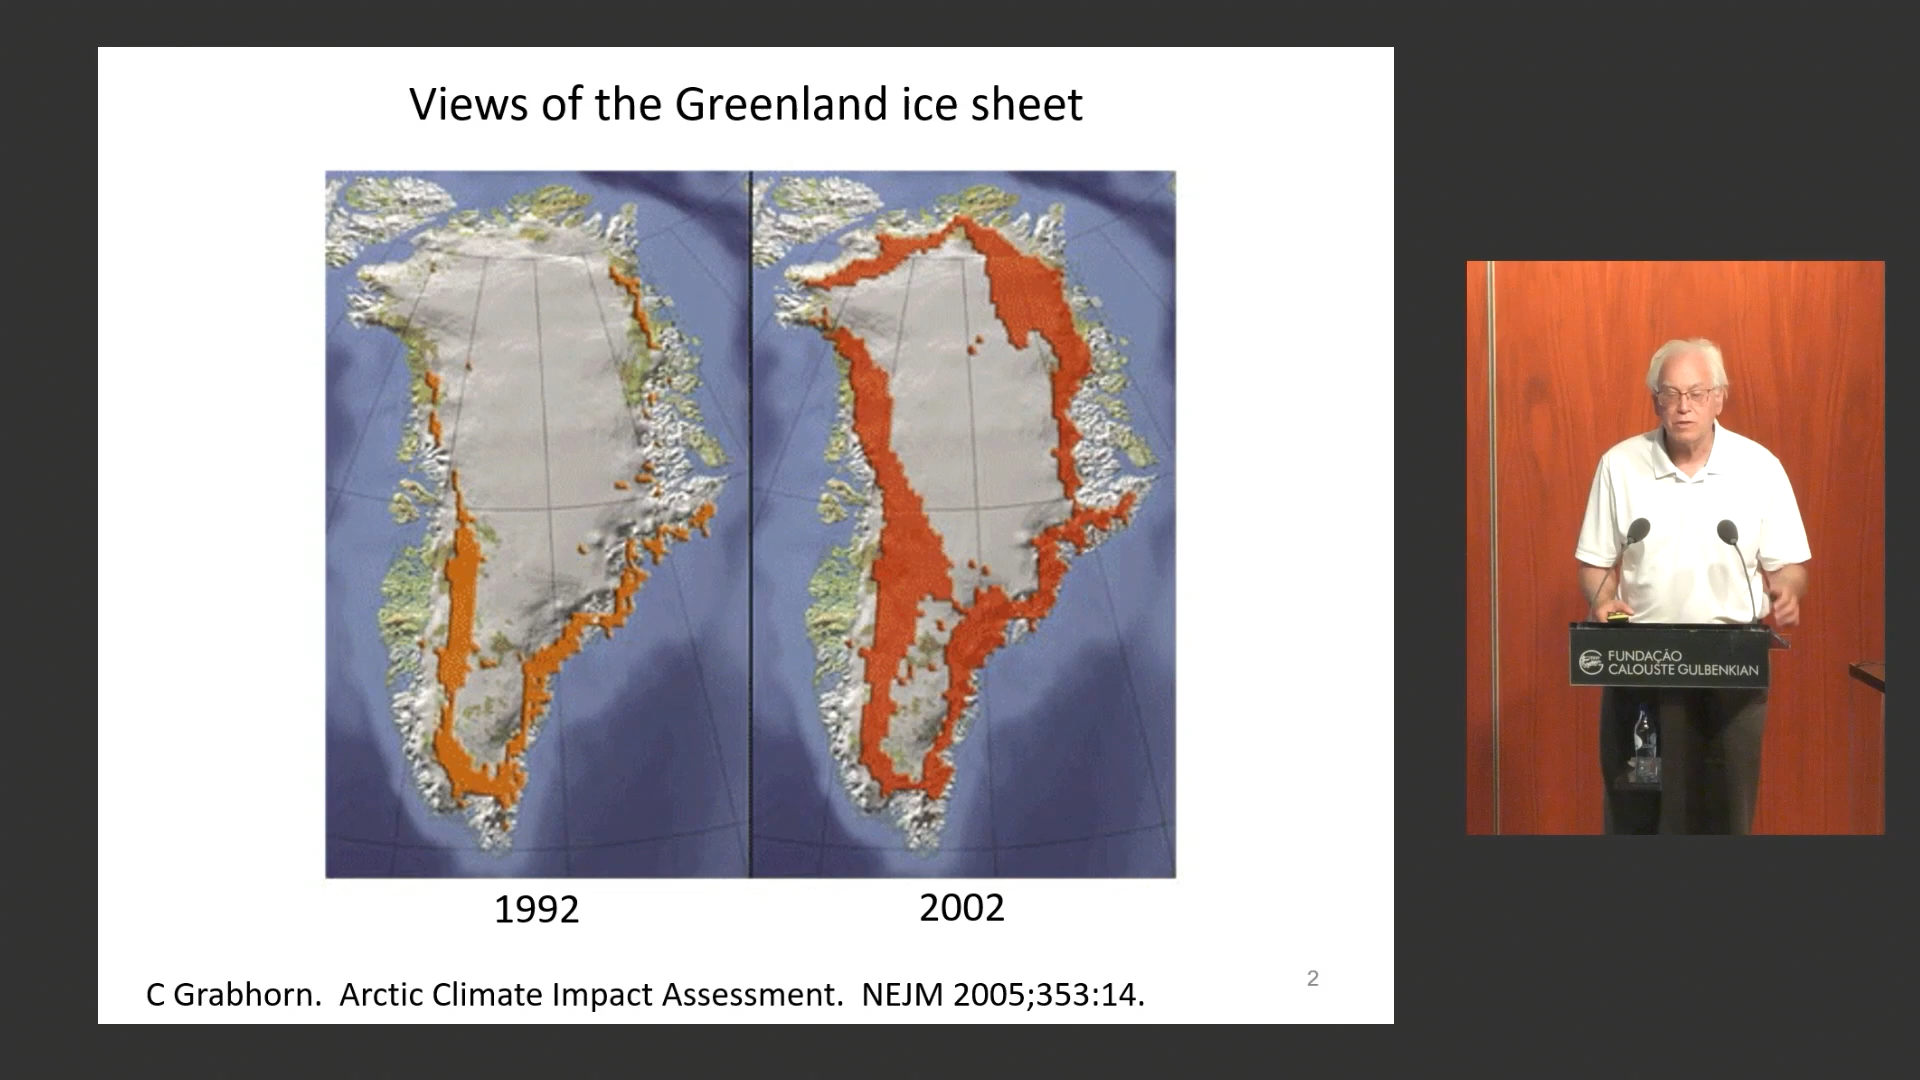 Views of the Greenland ice sheet
1992
2002
C Grabhorn.  Arctic Climate Impact Assessment.  NEJM 2005;353:14.
2
FUNDAÇÃO
CALOUSTE GULBENKIAN